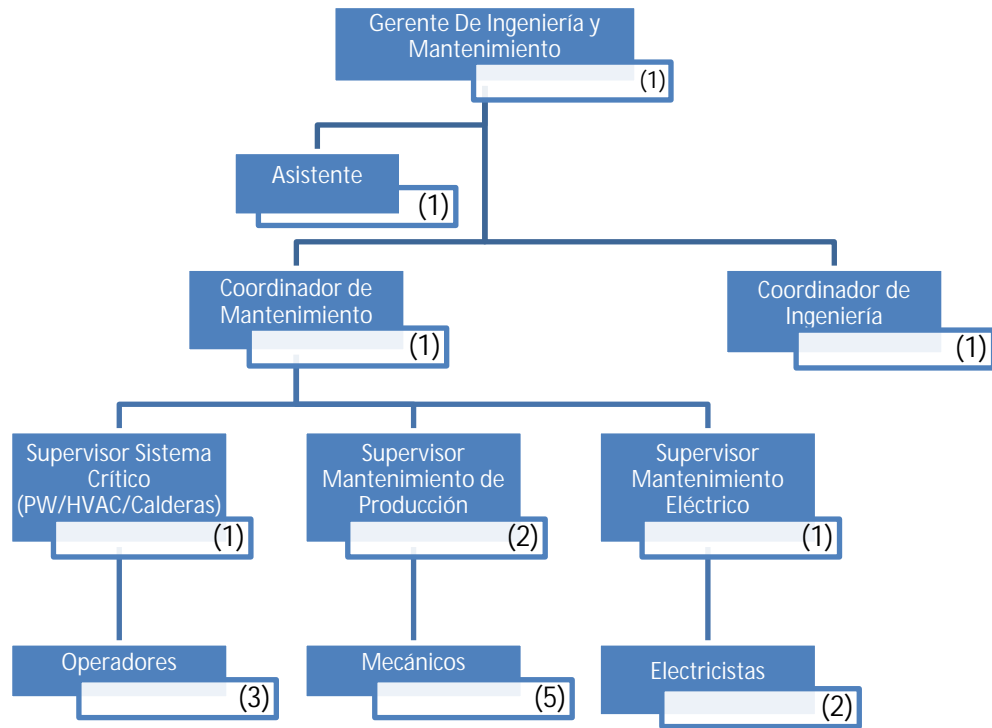 Gerente De Ingeniería y
Mantenimiento
(1)
Asistente
(1)
Coordinador de
Mantenimiento
(1)
Coordinador de
Ingeniería
(1)
Supervisor Sistema
Crítico
(PW/HVAC/Calderas)
(1)
Supervisor
Mantenimiento de
Producción
(2)
Supervisor
Mantenimiento
Eléctrico
(1)
Operadores
(3)
Mecánicos
(5)
Electricistas
(2)